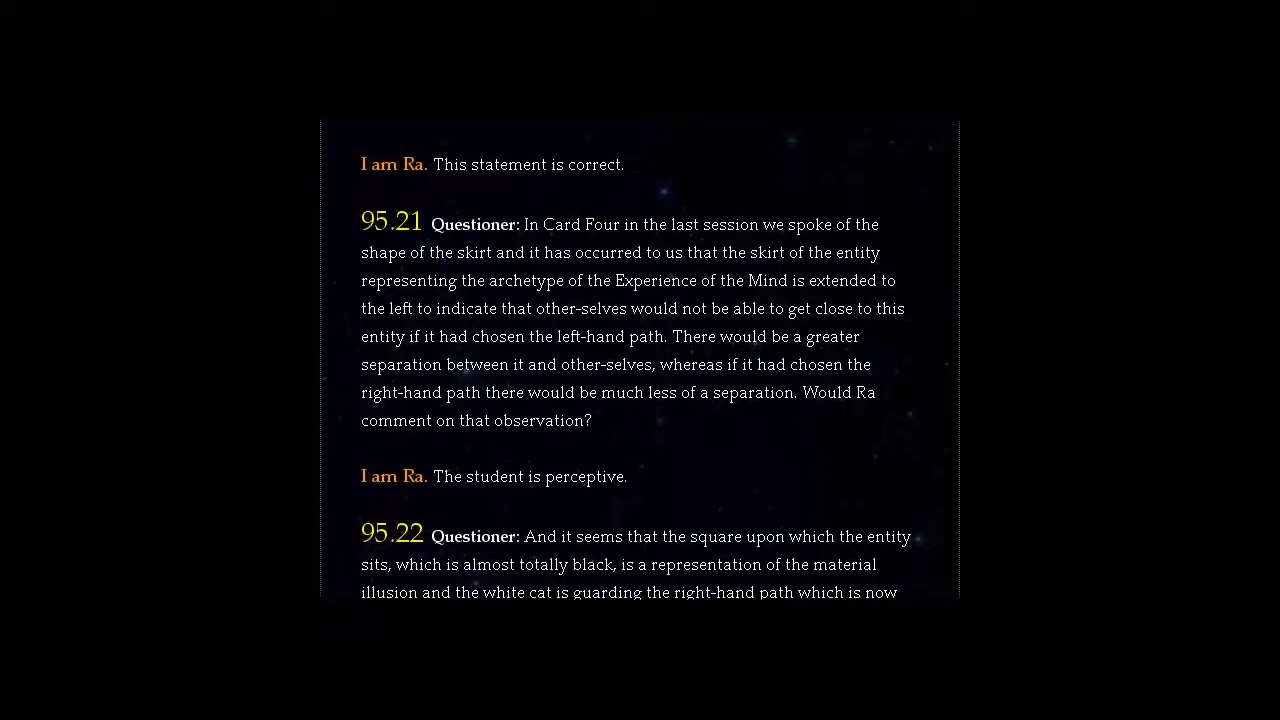 I am Ra. This statement is correct.
95.21 Questioner: In Card Four in the last session we spoke of the
shape of the skirt and it has occurred to us that the skirt of the entity
representing the archetype of the Experience of the Mind is extended to
the left to indicate that other-selves would not be able to get close to this
entity if it had chosen the left-hand path. There would be a greater
separation between it and other-selves, whereas if it had chosen the
right-hand path there would be much less of a separation. Would Ra
comment on that observation?
I am Ra. The student is perceptive.
95.22 Questioner: And it seems that the square upon which the entity
sits, which is almost totally black, is a representation of the material
illusion and the white cat is guarding the right-hand path which is now